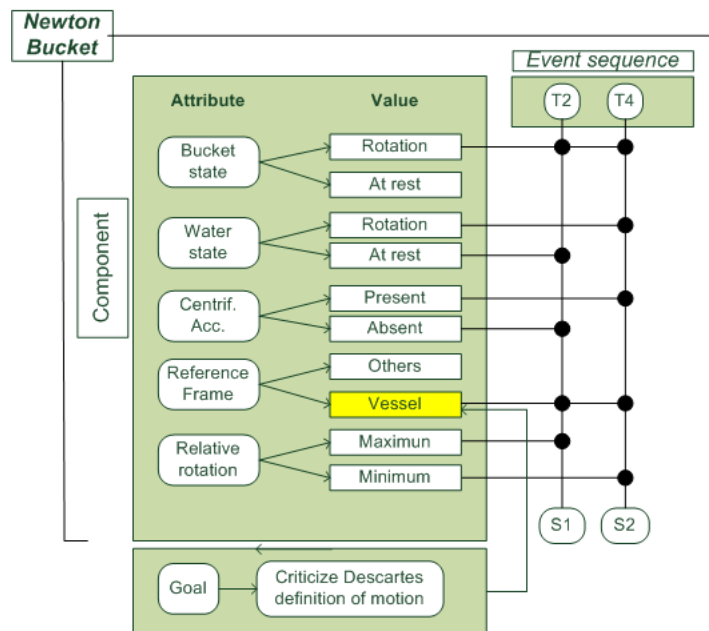 Newton
Bucket
Event sequence
Attribute
Value
T2
T4
Bucket
state
Rotation
At rest
Water
state
Rotation
At rest
Component
Centrif.
Acc.
Present
Absent
Reference
Frame
Others
Vessel
Relative
rotation
Maximun
Minimum
S1
S2
Goal
Criticize Descartes
definition of motion